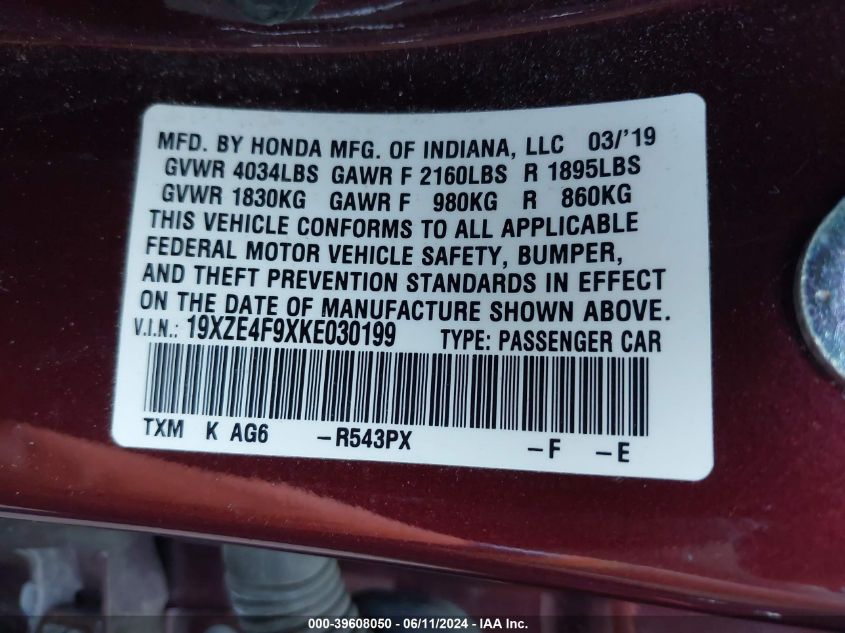 MFD. BY HONDA MFG. OF INDIANA, LLC 03/'19
GVWR 4034LBS GAWR F 2160LBS R 1895LBS
GVWR 1830KG GAWR F 980KG R 860KG
THIS VEHICLE CONFORMS TO ALL APPLICABLE
FEDERAL MOTOR VEHICLE SAFETY, BUMPER,
AND THEFT PREVENTION STANDARDS IN EFFECT
ON THE DATE OF MANUFACTURE SHOWN ABOVE.
V.I.N.: 19XZE4F9XKE030199 TYPE: PASSENGER CAR
TXM K AG6 -R543PX -F -E
000-39608050 - 06/11/2024 - IAA Inc.